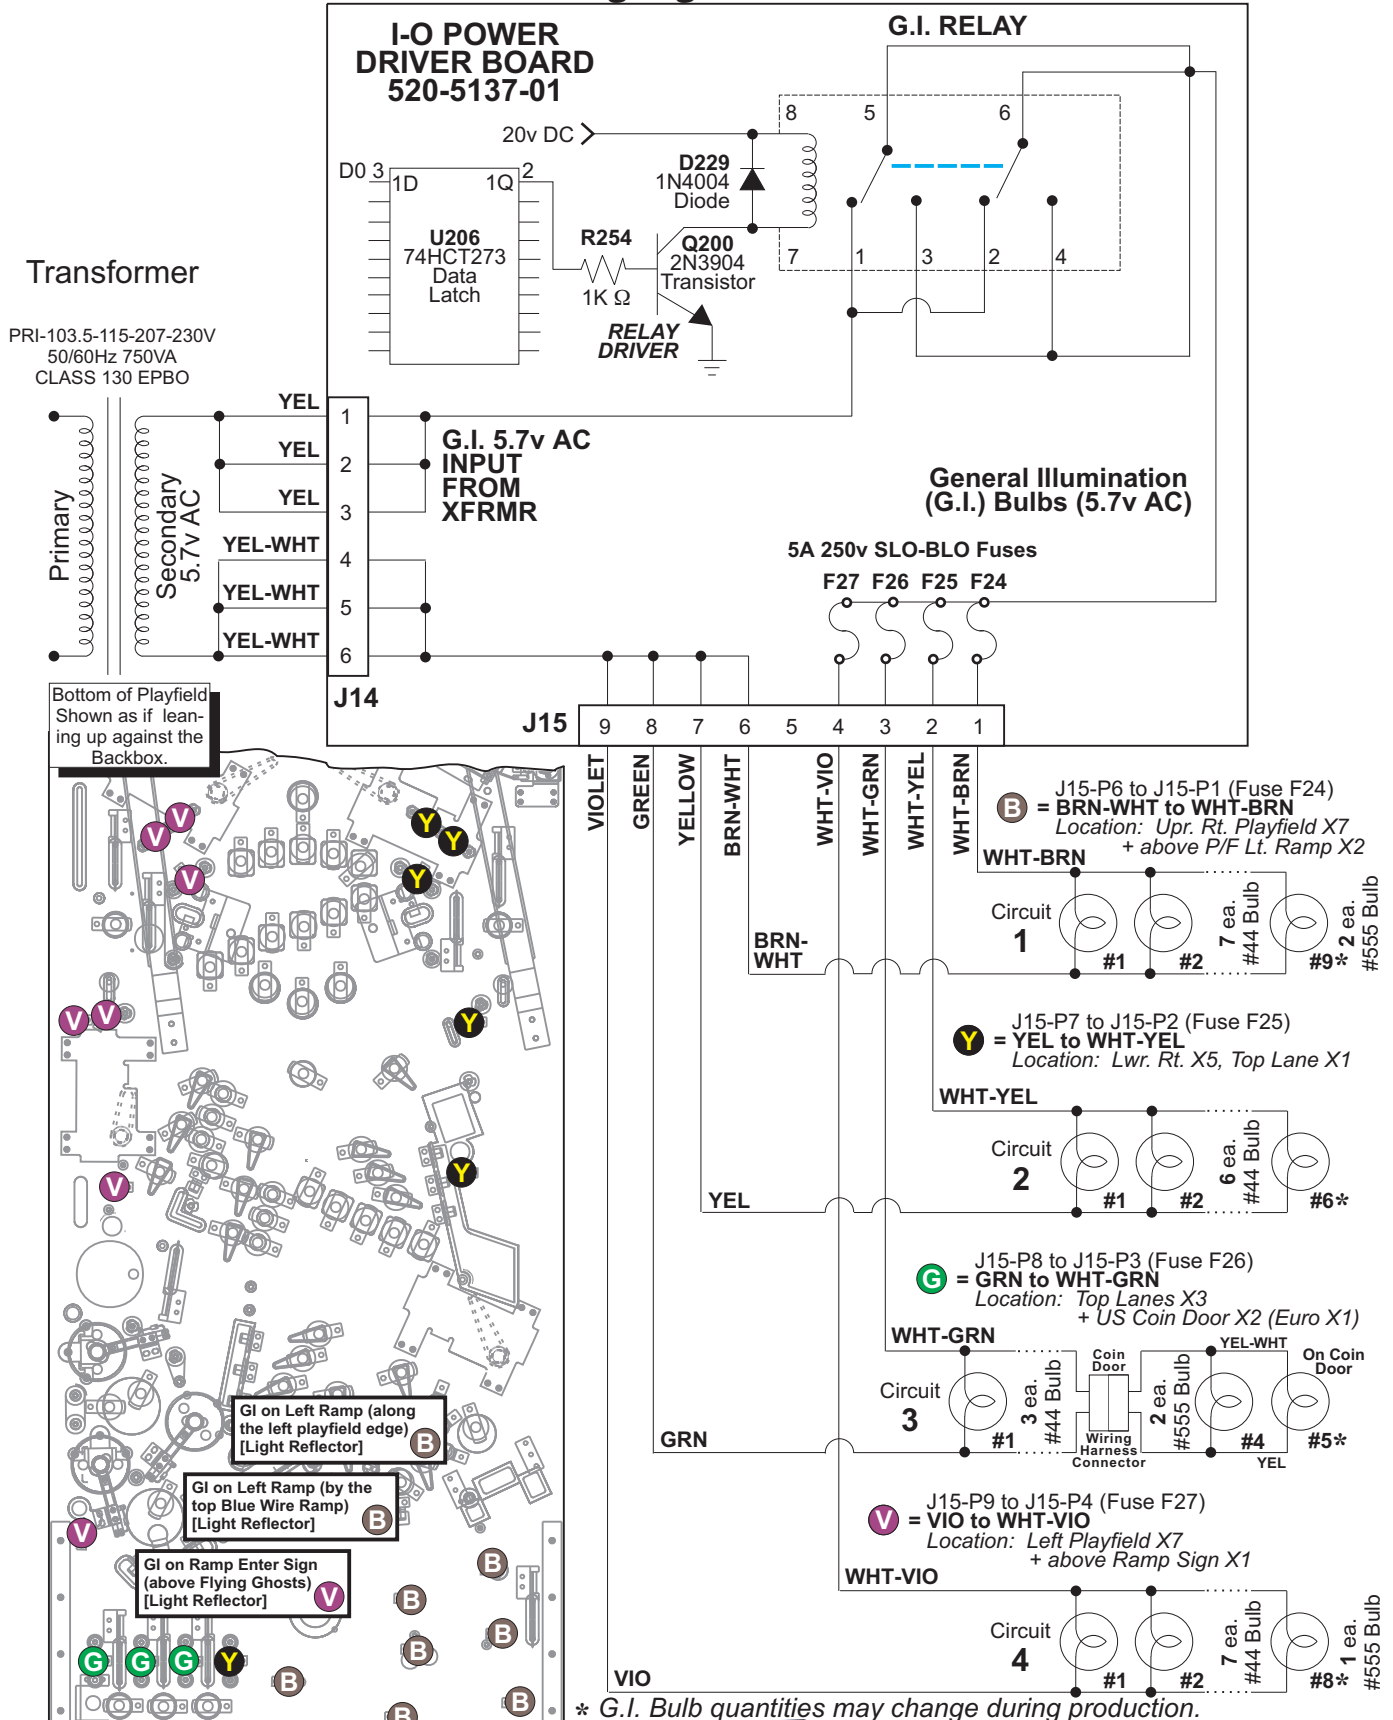 I-O POWER
DRIVER BOARD
520-5137-01
G.I. RELAY
8
5
6
20v DC
D229
1N4004
Diode
D0 3
1D
1Q
2
U206
74HCT273
Data
Latch
R254
1K Ω
Q200
2N3904
Transistor
RELAY
DRIVER
7
1
3
2
4
Transformer
PRI-103.5-115-207-230V
50/60Hz 750VA
CLASS 130 EPBO
Primary
Secondary
5.7v AC
YEL
YEL
YEL
YEL-WHT
YEL-WHT
YEL-WHT
1
2
3
4
5
6
J14
G.I. 5.7v AC
INPUT
FROM
XFRMR
General Illumination
(G.I.) Bulbs (5.7v AC)
5A 250v SLO-BLO Fuses
F27 F26 F25 F24
J15
9 8 7 6 5 4 3 2 1
VIOLET
GREEN
YELLOW
BRN-WHT
WHT-VIO
WHT-GRN
WHT-YEL
WHT-BRN
Bottom of Playfield
Shown as if lean-
ing up against the
Backbox.
B
J15-P6 to J15-P1 (Fuse F24)
= BRN-WHT to WHT-BRN
Location: Upr. Rt. Playfield X7
+ above P/F Lt. Ramp X2
WHT-BRN
Circuit
1
BRN-
WHT
#1
#2
7 ea.
#44 Bulb
#9*
2 ea.
#555 Bulb
Y
J15-P7 to J15-P2 (Fuse F25)
= YEL to WHT-YEL
Location: Lwr. Rt. X5, Top Lane X1
WHT-YEL
Circuit
2
YEL
#1
#2
6 ea.
#44 Bulb
#6*
G
J15-P8 to J15-P3 (Fuse F26)
= GRN to WHT-GRN
Location: Top Lanes X3
+ US Coin Door X2 (Euro X1)
WHT-GRN
Circuit
3
GRN
#1
3 ea.
#44 Bulb
Coin
Door
Wiring
Harness
Connector
2 ea.
#555 Bulb
YEL-WHT
On Coin
Door
#4
#5*
YEL
V
J15-P9 to J15-P4 (Fuse F27)
= VIO to WHT-VIO
Location: Left Playfield X7
+ above Ramp Sign X1
WHT-VIO
Circuit
4
VIO
#1
#2
7 ea.
#44 Bulb
#8*
1 ea.
#555 Bulb
* G.I. Bulb quantities may change during production.
V
V
V
Y
Y
Y
V
V
Y
V
Y
GI on Left Ramp (along
the left playfield edge)
[Light Reflector]
B
GI on Left Ramp (by the
top Blue Wire Ramp)
[Light Reflector]
B
V
GI on Ramp Enter Sign
(above Flying Ghosts)
[Light Reflector]
V
B
B
B
B
G
G
G
Y
B
B
B